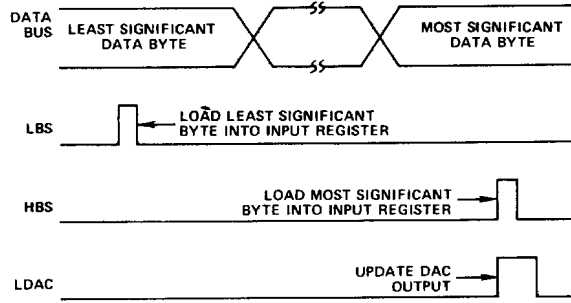 DATA
BUS
LEAST SIGNIFICANT
DATA BYTE
MOST SIGNIFICANT
DATA BYTE
LBS
LOAD LEAST SIGNIFICANT
BYTE INTO INPUT REGISTER
HBS
LOAD MOST SIGNIFICANT
BYTE INTO INPUT REGISTER
LDAC
UPDATE DAC
OUTPUT